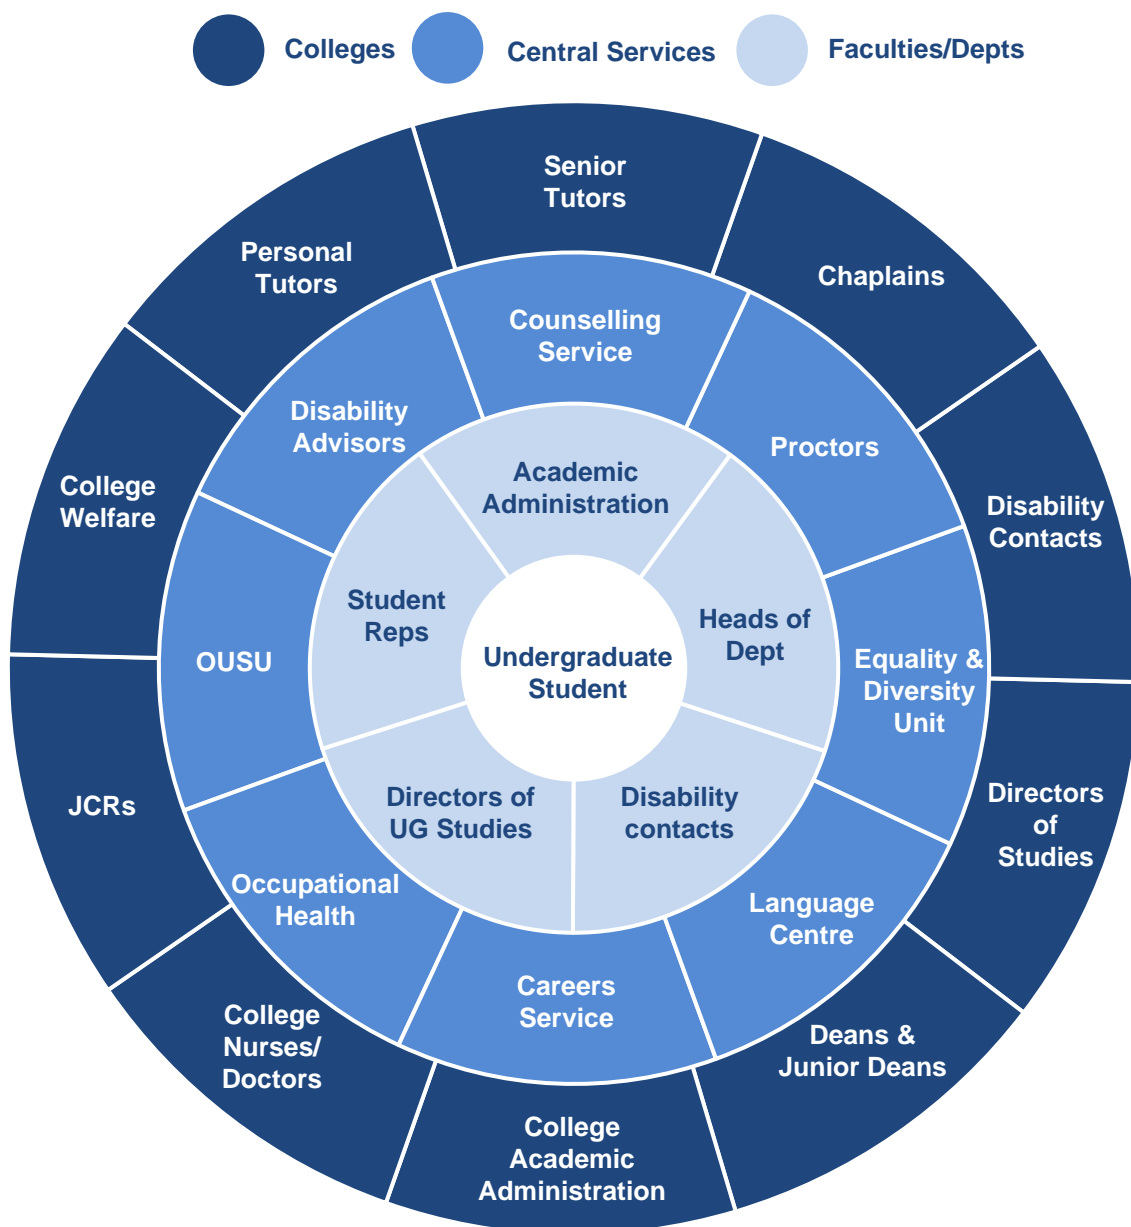 Colleges
Central Services
Faculties/Depts
Senior
Tutors
Chaplains
Disability
Contacts
Directors
of
Studies
Deans &
Junior Deans
College
Academic
Administration
College
Nurses/
Doctors
JCRs
College
Welfare
Personal
Tutors
Counselling
Service
Proctors
Equality &
Diversity
Unit
Language
Centre
Careers
Service
Occupational
Health
OUSU
Disability
Advisors
Academic
Administration
Heads of
Dept
Disability
contacts
Directors of
UG Studies
Student
Reps
Undergraduate
Student